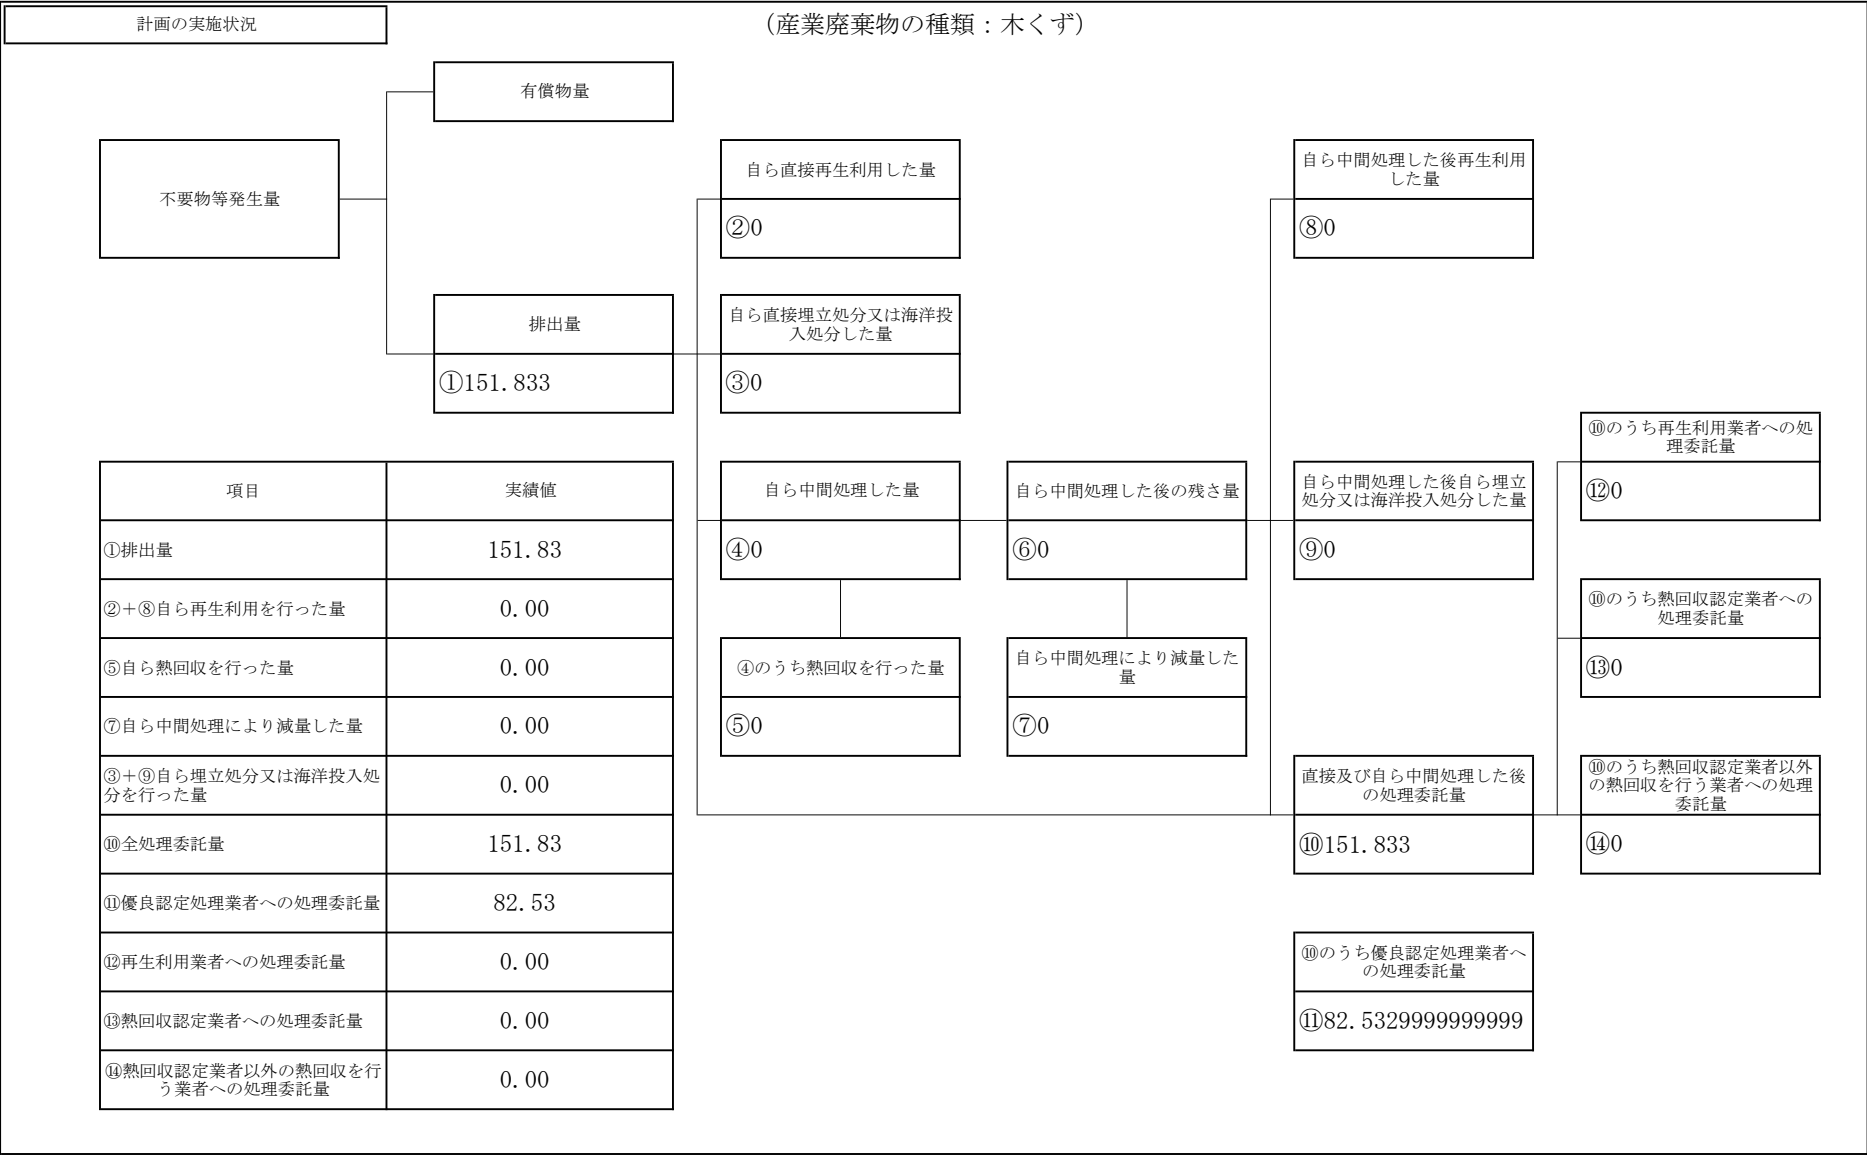 計画の実施状況
（産業廃棄物の種類：木くず）
有償物量
不要物等発生量
自ら直接再生利用した量
②0
自ら中間処理した後再生利用
した量
⑧0
排出量
①151.833
自ら直接埋立処分又は海洋投
入処分した量
③0
⑩のうち再生利用業者への処
理委託量
⑫0
自ら中間処理した量
④0
自ら中間処理した後の残さ量
⑥0
自ら中間処理した後自ら埋立
処分又は海洋投入処分した量
⑨0
⑩のうち熱回収認定業者への
処理委託量
⑬0
④のうち熱回収を行った量
⑤0
自ら中間処理により減量した
量
⑦0
直接及び自ら中間処理した後
の処理委託量
⑩151.833
⑩のうち熱回収認定業者以外
の熱回収を行う業者への処理
委託量
⑭0
⑩のうち優良認定処理業者へ
の処理委託量
⑪82.5329999999999
項目 実績値
①排出量 151.83
②＋⑧自ら再生利用を行った量 0.00
⑤自ら熱回収を行った量 0.00
⑦自ら中間処理により減量した量 0.00
③＋⑨自ら埋立処分又は海洋投入処
分を行った量 0.00
⑩全処理委託量 151.83
⑪優良認定処理業者への処理委託量 82.53
⑫再生利用業者への処理委託量 0.00
⑬熱回収認定業者への処理委託量 0.00
⑭熱回収認定業者以外の熱回収を行
う業者への処理委託量 0.00